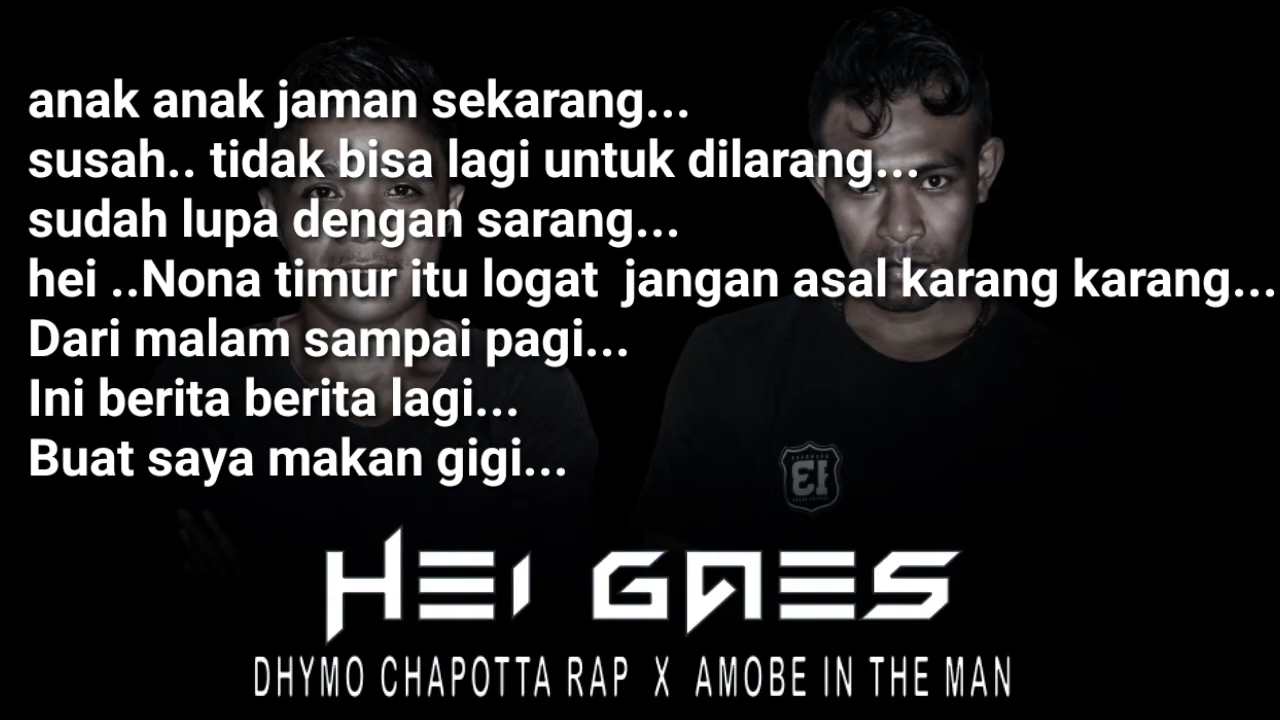 anak anak jaman sekarang...
susah.. tidak bisa lagi untuk dilarang...
sudah lupa dengan sarang...
hei ..Nona timur itu logat  jangan asal karang karang...
Dari malam sampai pagi...
Ini berita berita lagi...
Buat saya makan gigi...
HEI GAES
DHYMO CHAPOTTA RAP X AMOBE IN THE MAN